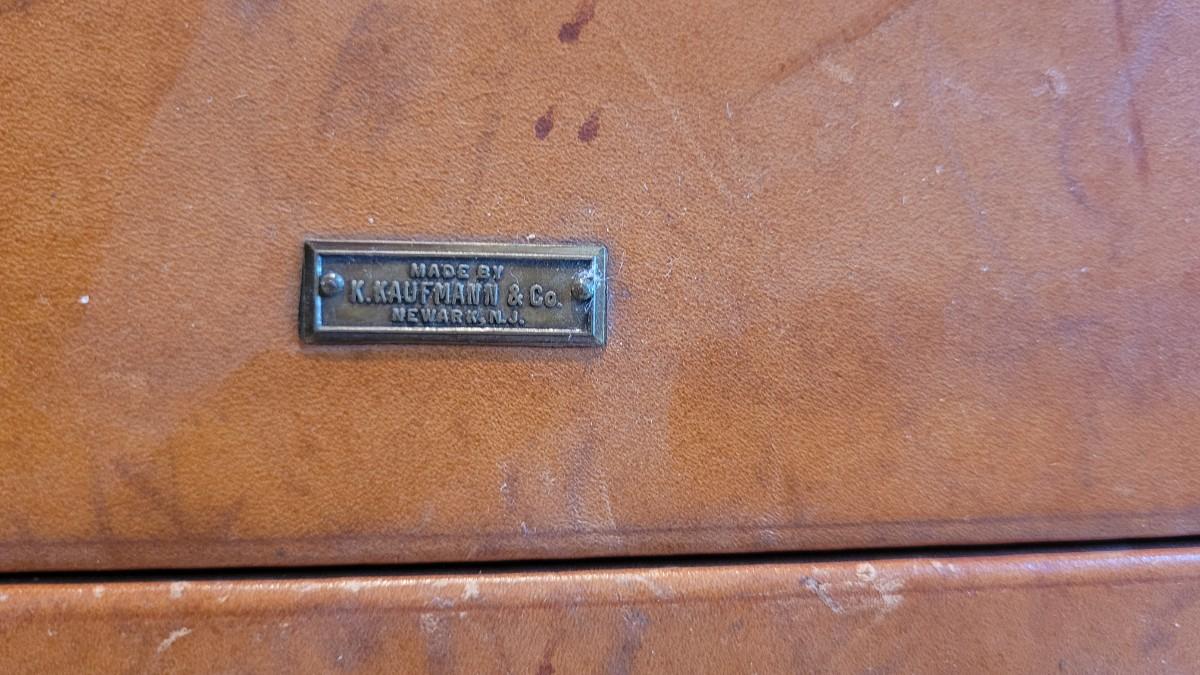 MADE BY
K. KAUFMANN & Co.
NEWARK, N.J.